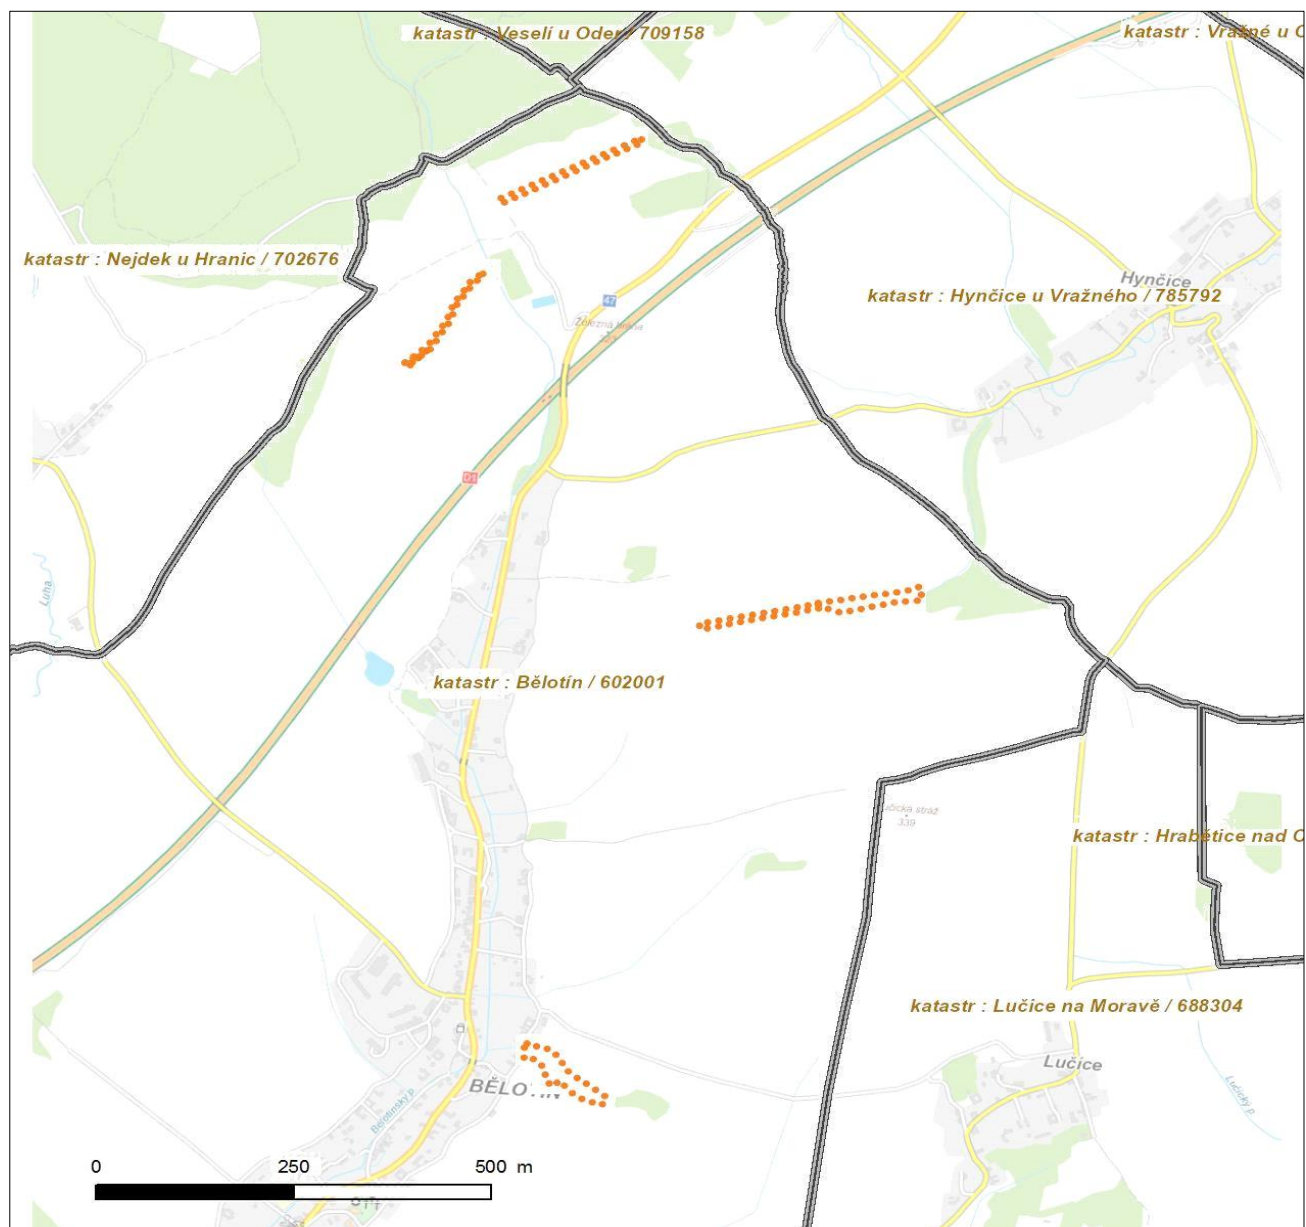 katastr : Veselí u Oder / 709158
katastr : Vražné u O
katastr : Nejdek u Hranic / 702676
Hynčice
katastr : Hynčice u Vražného / 785792
47
Železná brána
D1
Luha
katastr : Bělotín / 602001
Lučická stráž
339
katastr : Hrabětice nad O
katastr : Lučice na Moravě / 688304
Lučice
BĚLOTÍN
Lučický p.
Bělotínský p.
0 250 500 m